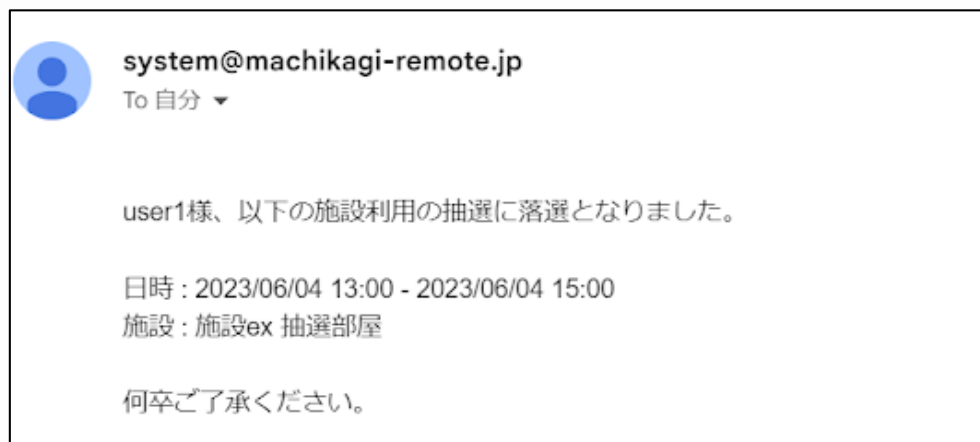 system@machikagi-remote.jp
To 自分
user1様、以下の施設利用の抽選に落選となりました。
日時 : 2023/06/04 13:00 - 2023/06/04 15:00
施設 : 施設ex 抽選部屋
何卒ご了承ください。